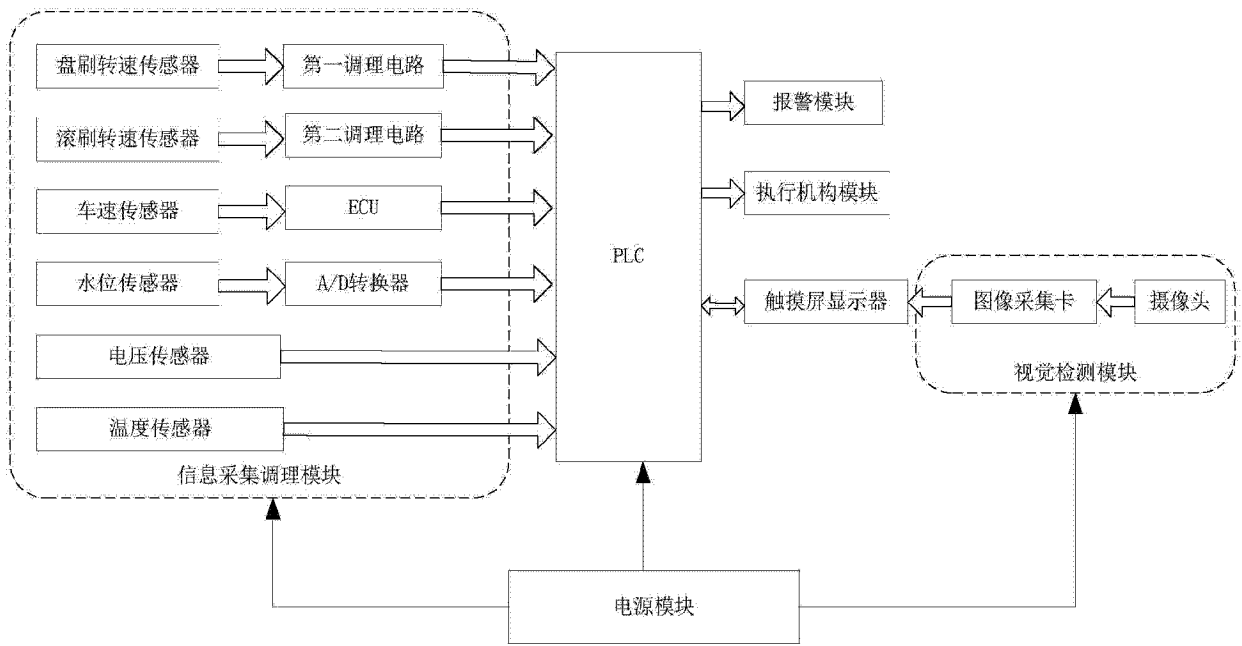 盘刷转速传感器
第一调理电路
滚刷转速传感器
第二调理电路
车速传感器
ECU
水位传感器
A/D转换器
电压传感器
温度传感器
信息采集调理模块
PLC
报警模块
执行机构模块
触摸屏显示器
图像采集卡
摄像头
视觉检测模块
电源模块